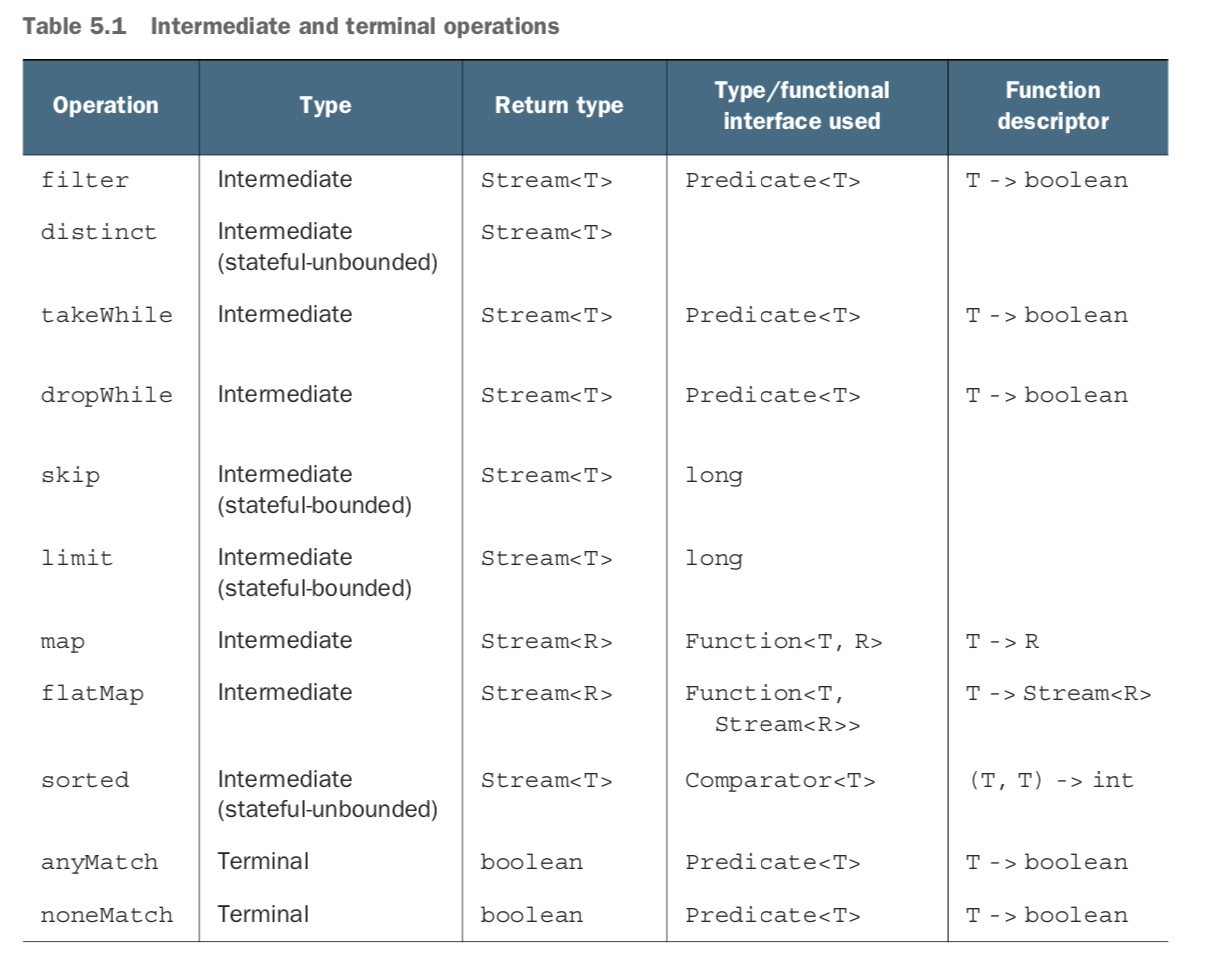 Table 5.1 Intermediate and terminal operations
Operation Type Return type Type/functional interface used Function descriptor
filter Intermediate Stream<T> Predicate<T> T -> boolean
distinct Intermediate Stream<T>
(stateful-unbounded)
takeWhile Intermediate Stream<T> Predicate<T> T -> boolean
dropWhile Intermediate Stream<T> Predicate<T> T -> boolean
skip Intermediate Stream<T> long
(stateful-bounded)
limit Intermediate Stream<T> long
(stateful-bounded)
map Intermediate Stream<R> Function<T, R> T -> R
flatMap Intermediate Stream<R> Function<T, T -> Stream<R>
Stream<R>>
sorted Intermediate Stream<T> Comparator<T> (T, T) -> int
(stateful-unbounded)
anyMatch Terminal boolean Predicate<T> T -> boolean
noneMatch Terminal boolean Predicate<T> T -> boolean